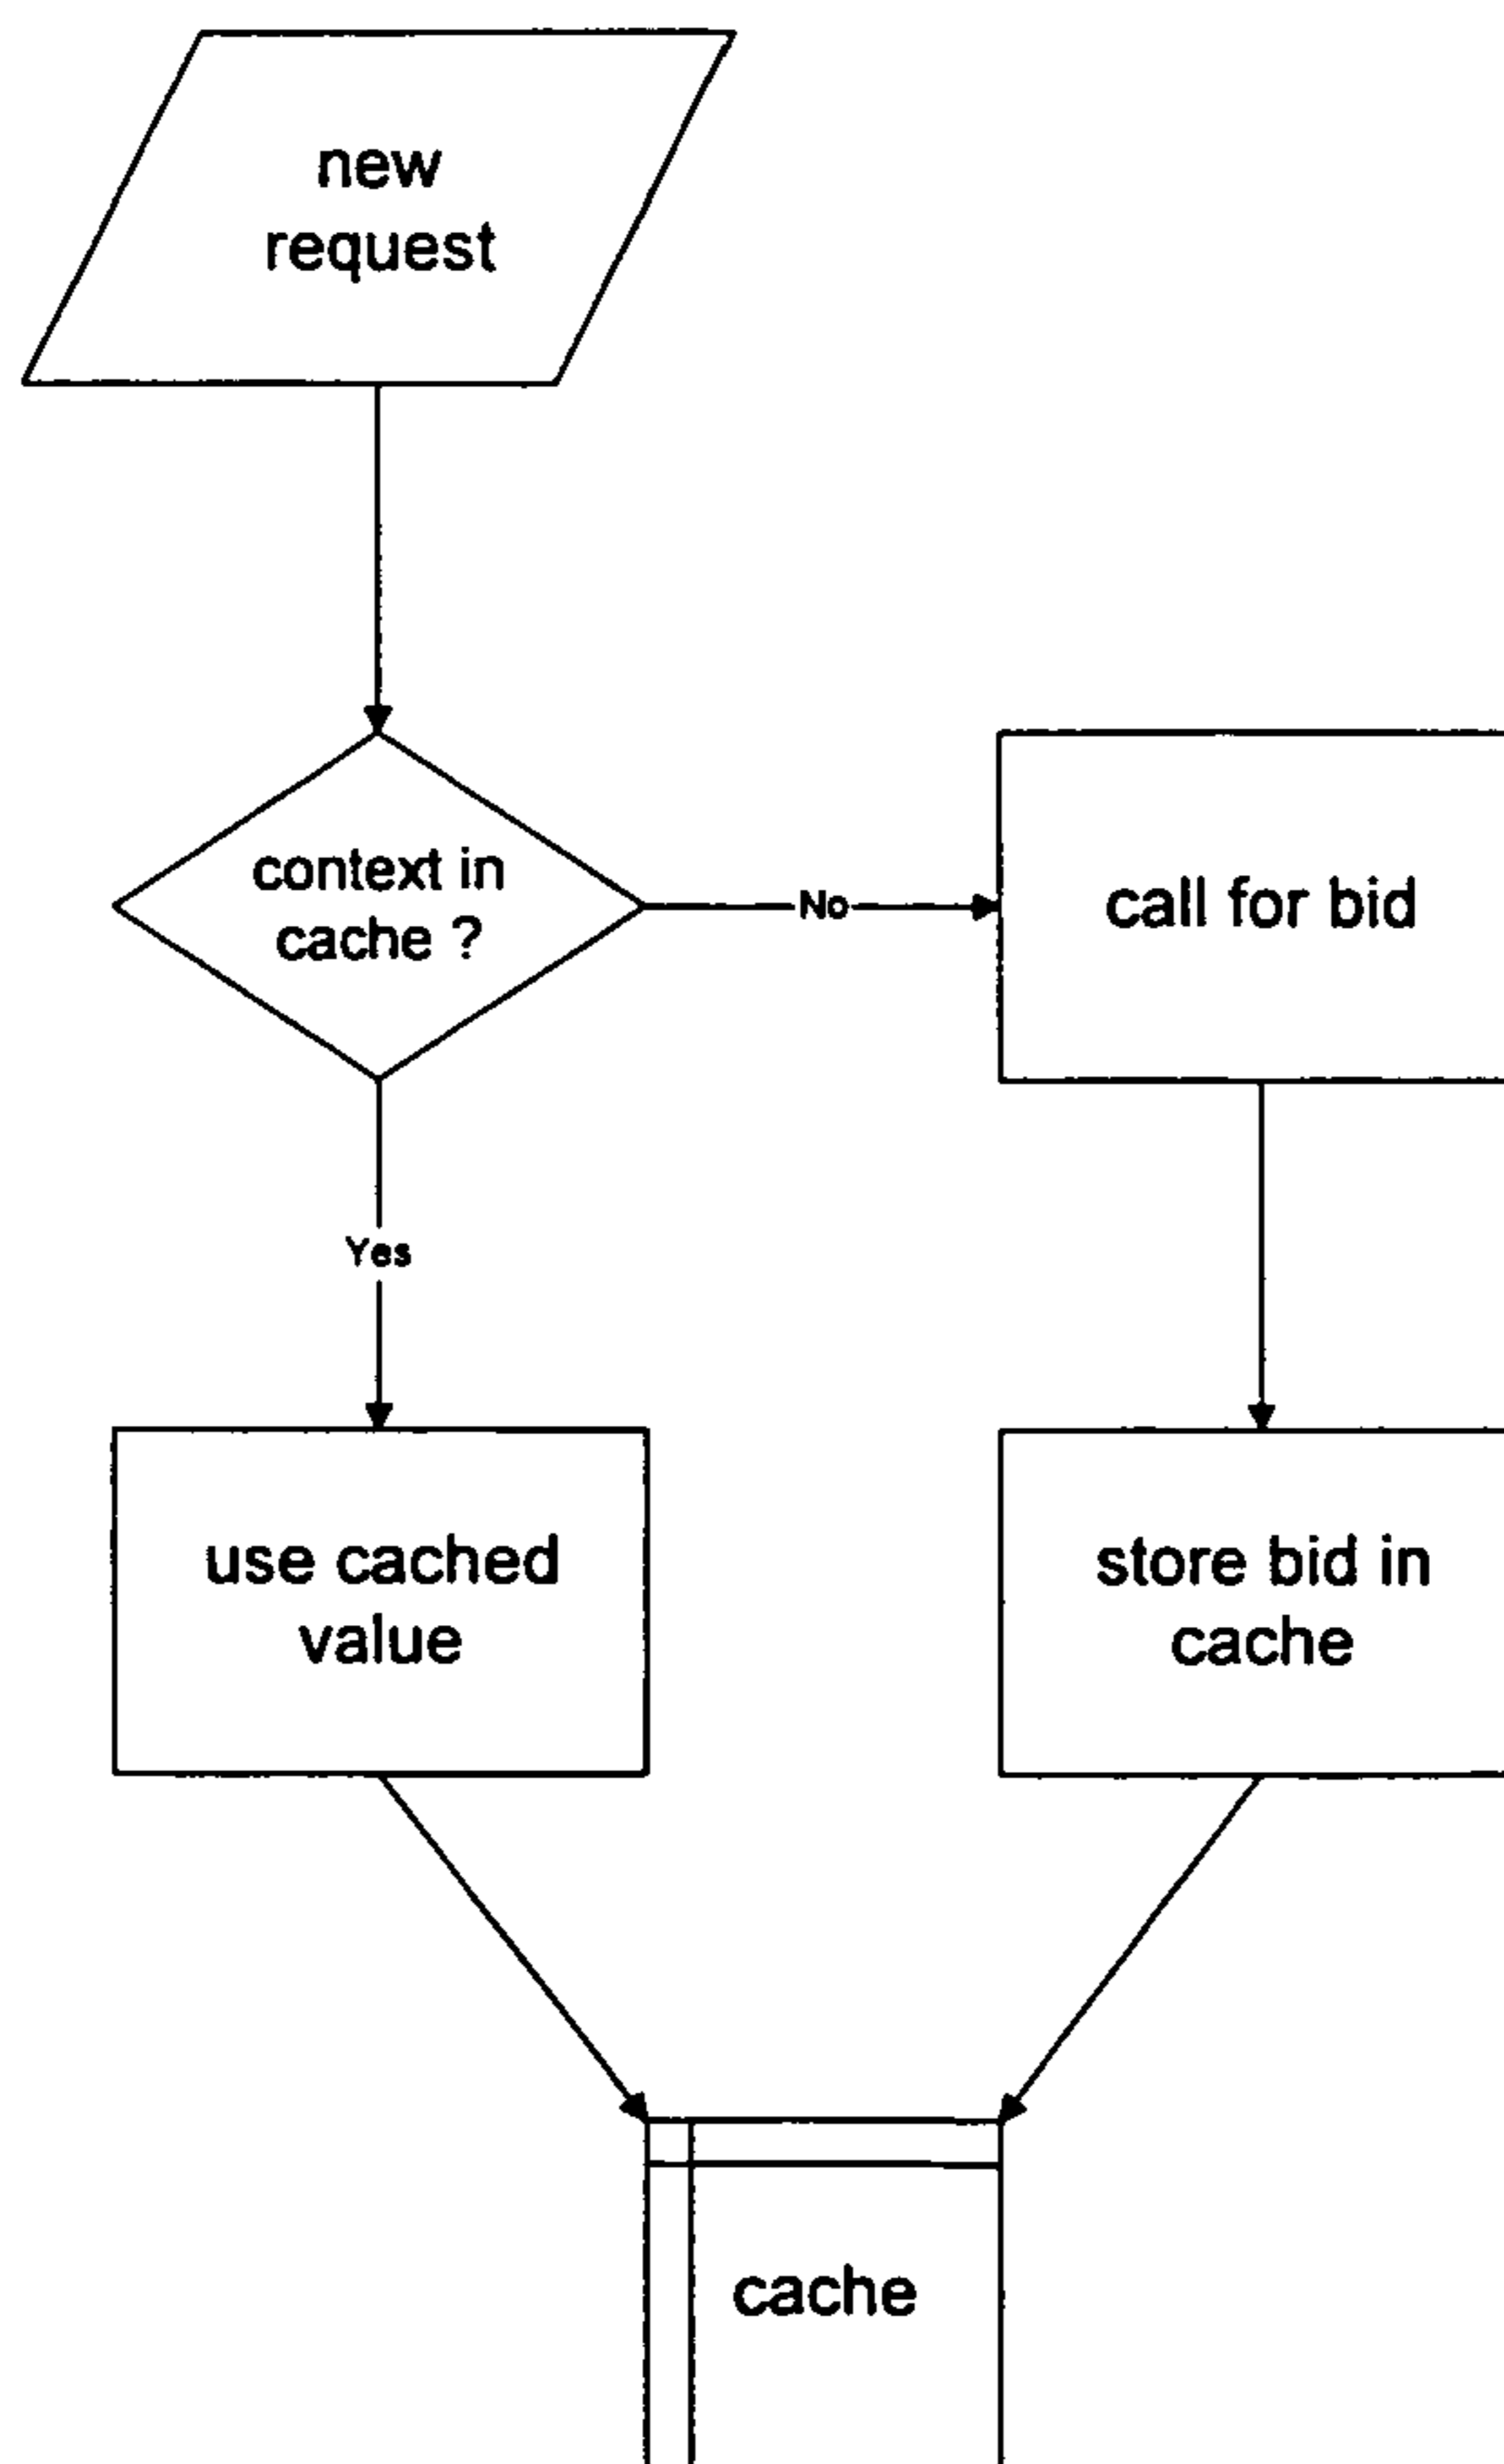 new
request
context in
cache ?
No
call for bid
Yes
use cached
value
store bid in
cache
cache